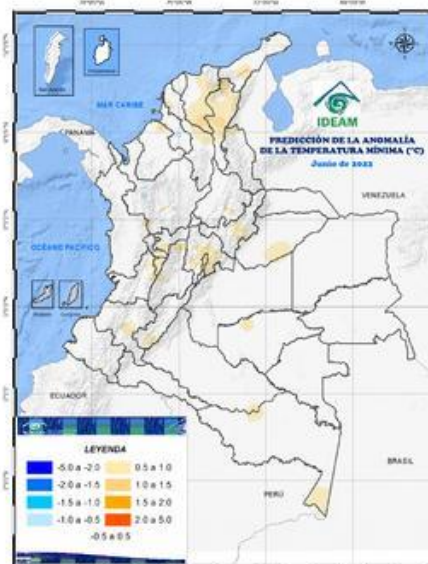 MAR CARIBE
PANAMÁ
IDEAM
PREDICCIÓN DE LA ANOMALÍA
DE LA TEMPERATURA MÍNIMA (°C)
Junio de 2022
VENEZUELA
OCÉANO PACÍFICO
ECUADOR
LEYENDA
-5.0 a -2.0
0.5 a 1.0
-2.0 a -1.5
1.0 a 1.5
-1.5 a -1.0
1.5 a 2.0
-1.0 a -0.5
2.0 a 5.0
-0.5 a 0.5
PERÚ
BRASIL